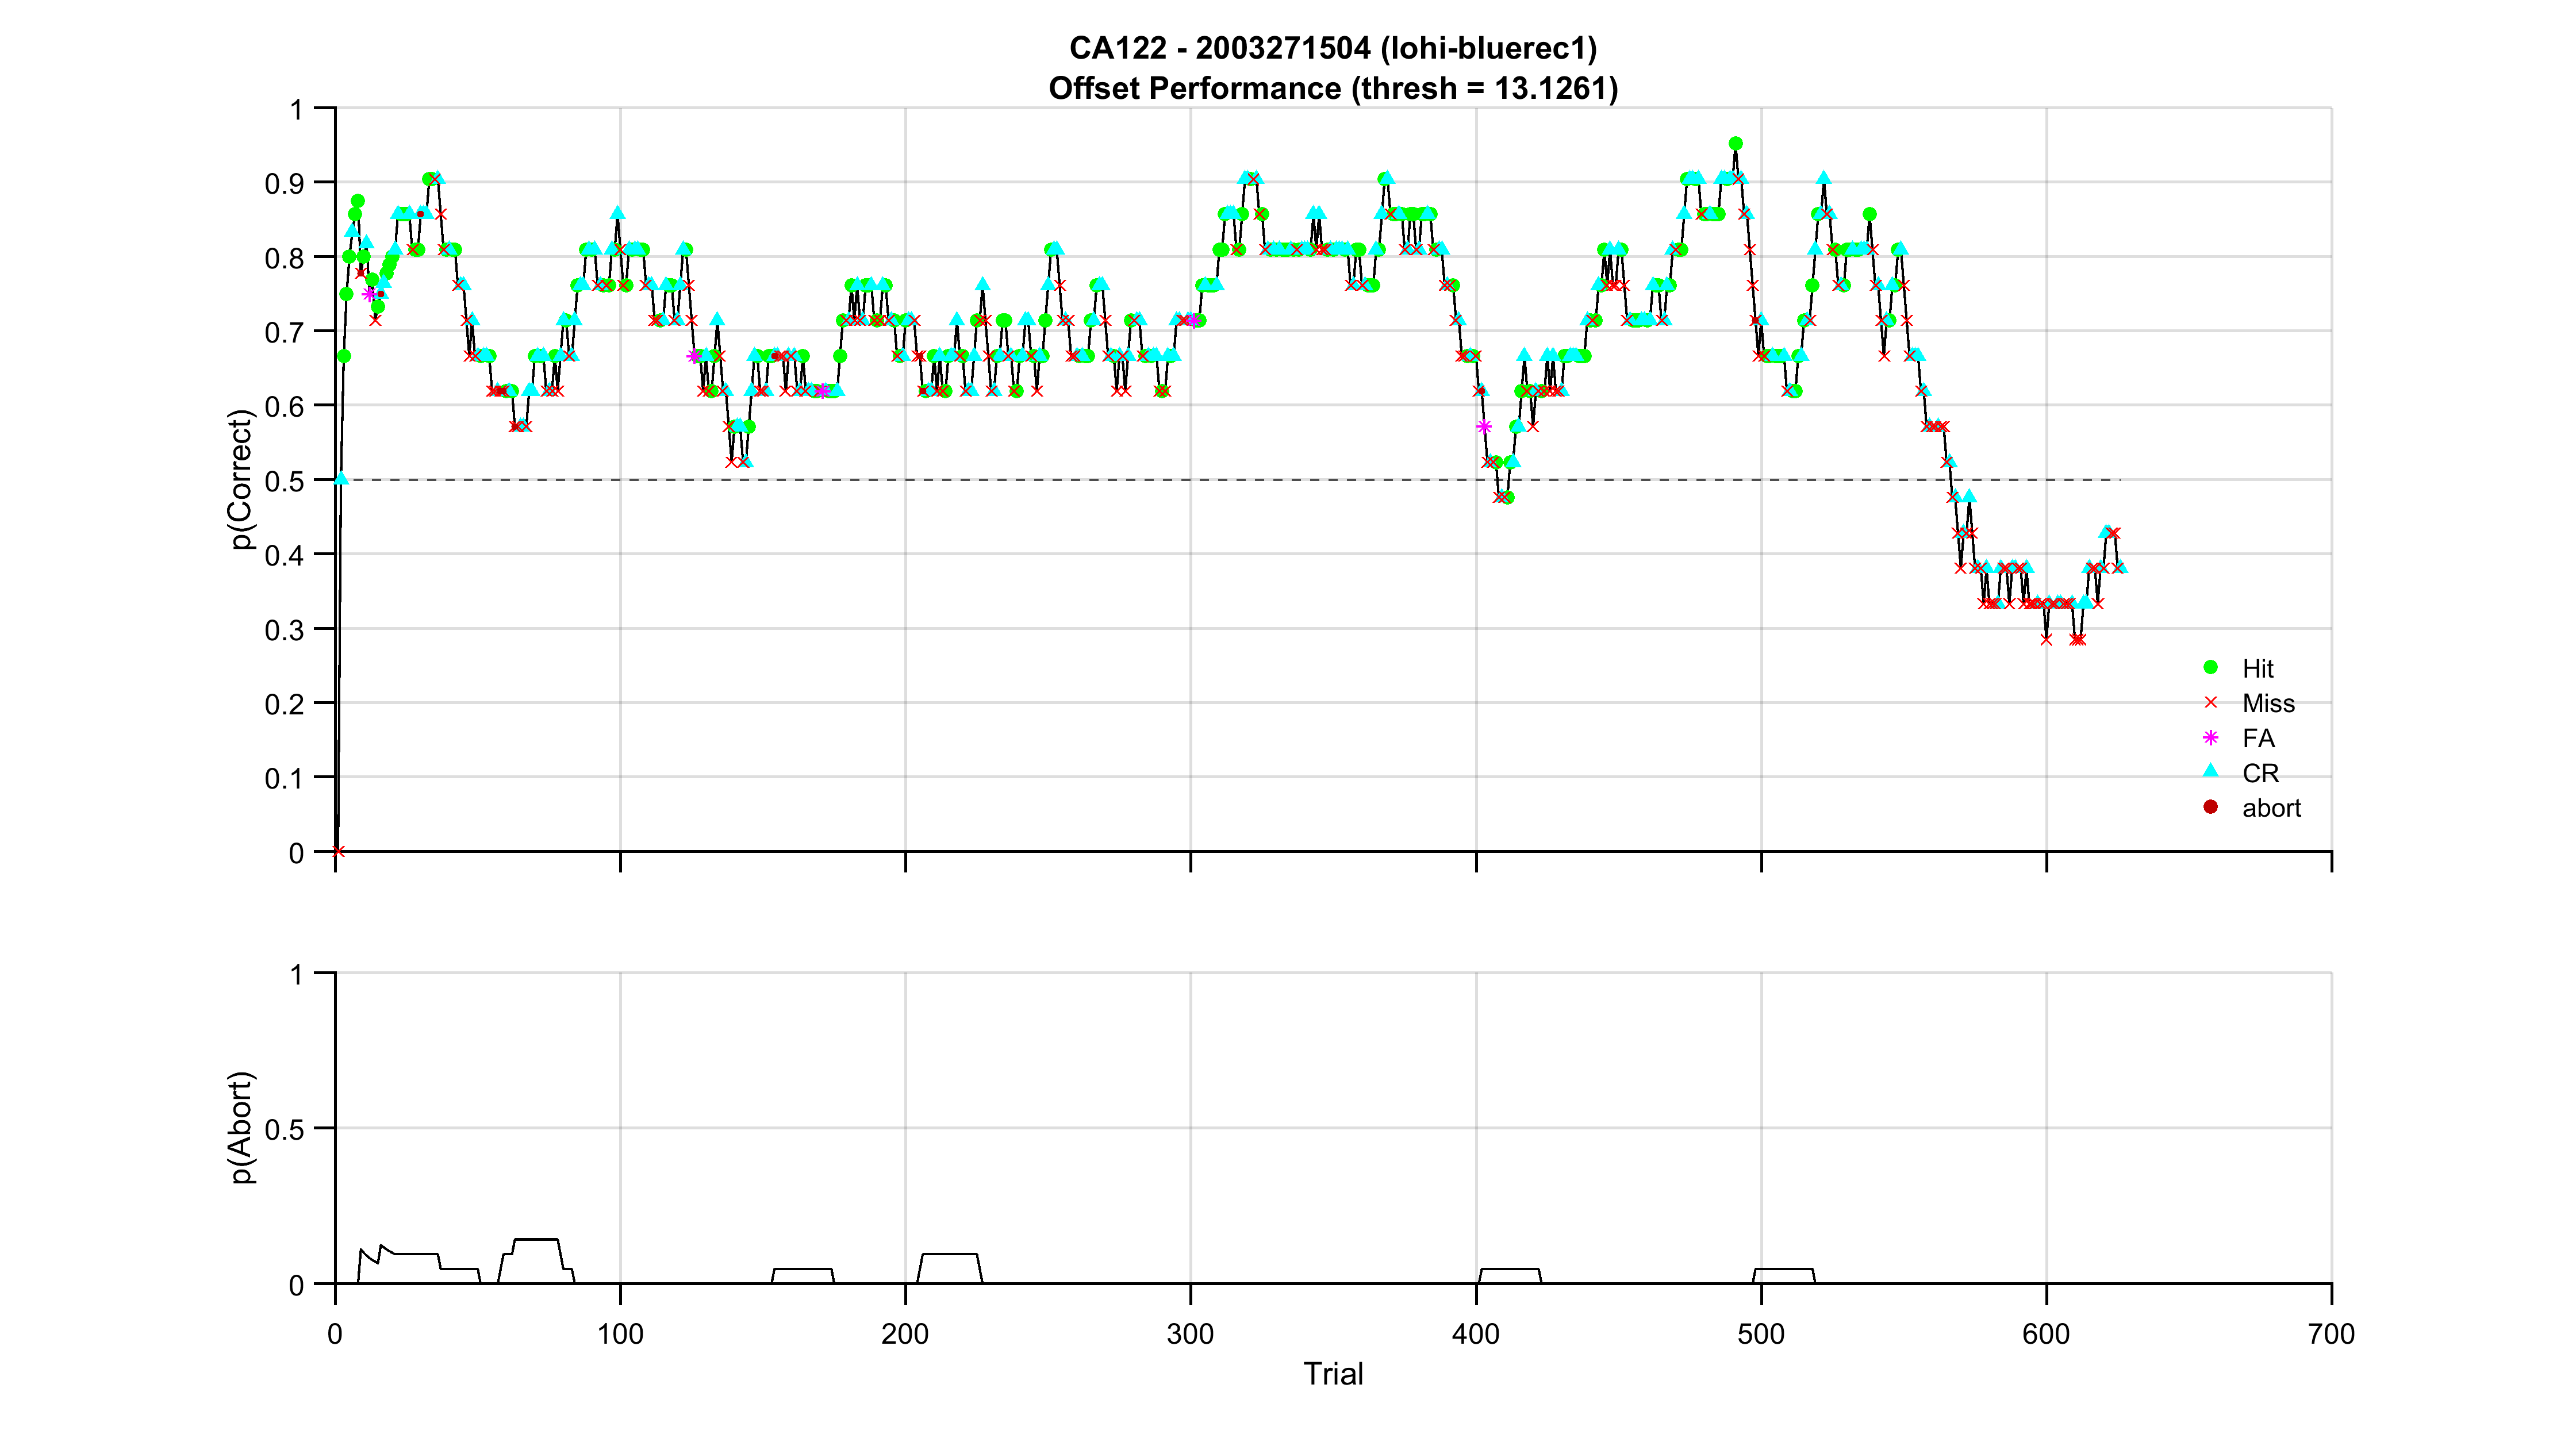 CA122 - 2003271504 (lohi-bluerec1)
Offset Performance (thresh = 13.1261)
p(Correct)
1
0.9
0.8
0.7
0.6
0.5
0.4
0.3
0.2
0.1
0
Hit
Miss
FA
CR
abort
p(Abort)
1
0.5
0
0 100 200 300 400 500 600 700
Trial